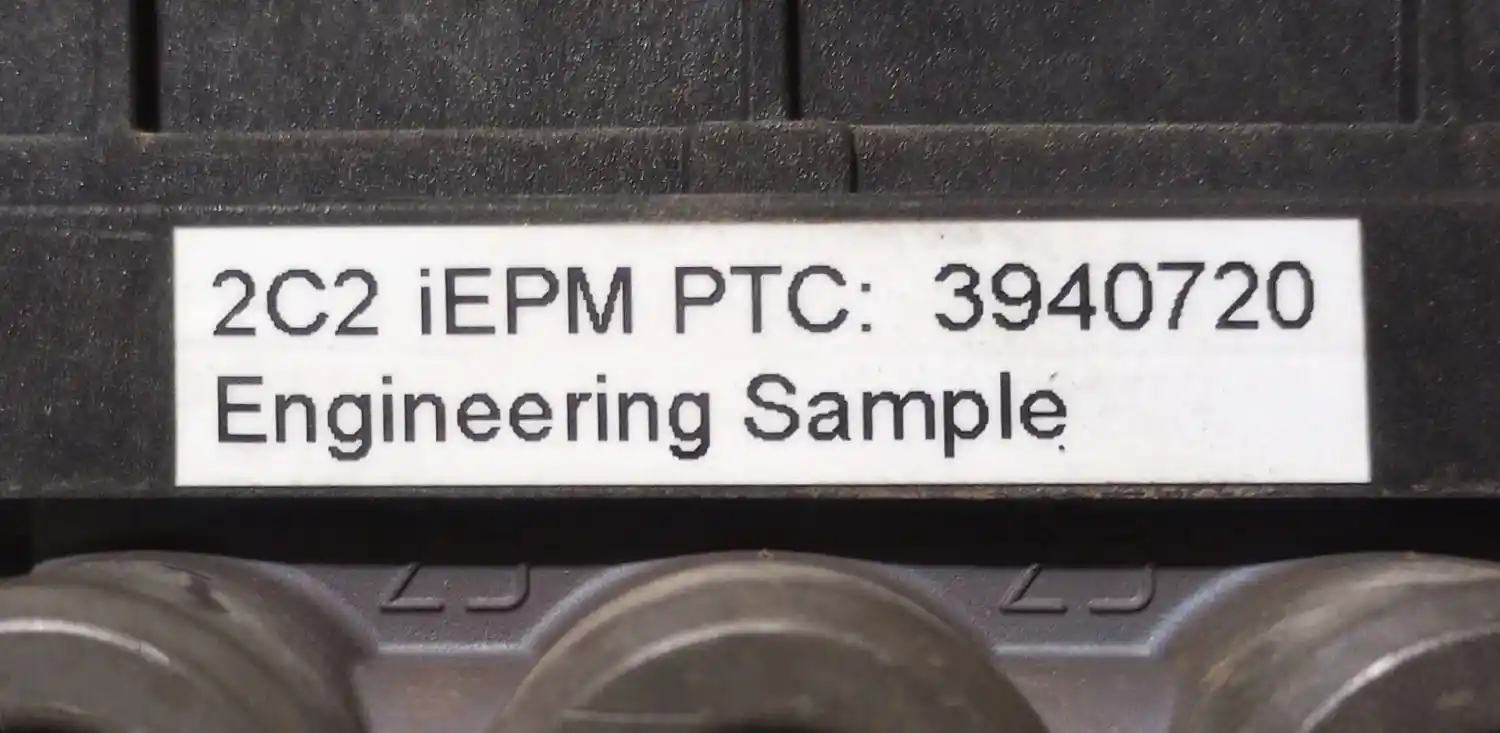 2C2 iEPM PTC: 3940720
Engineering Sample